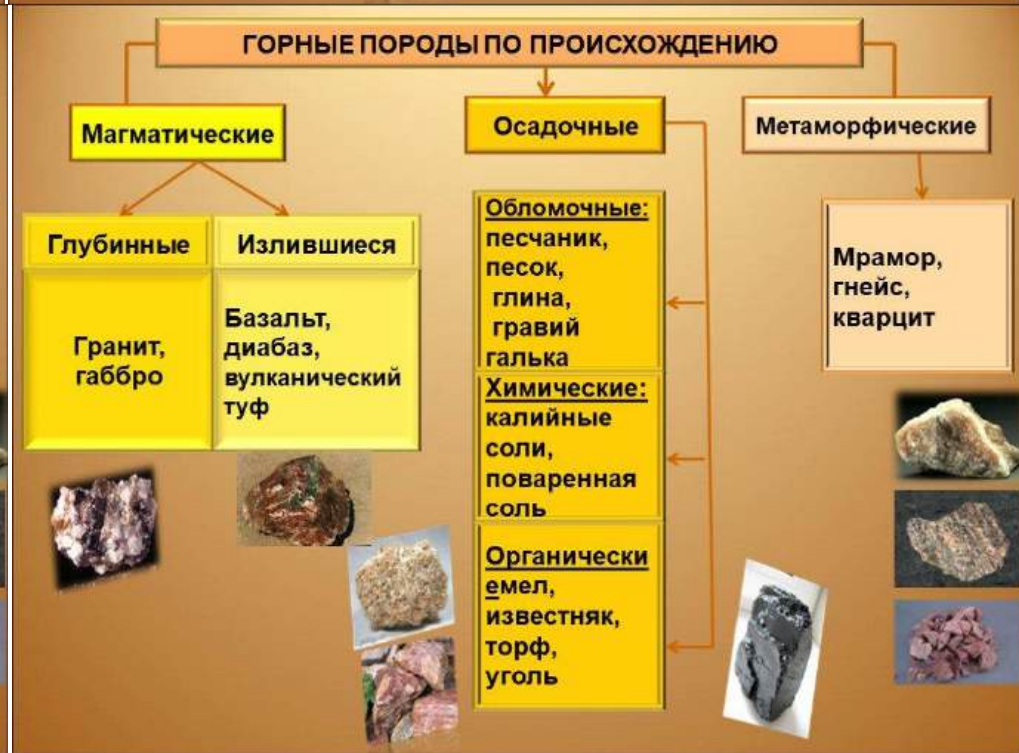 ГОРНЫЕ ПОРОДЫ ПО ПРОИСХОЖДЕНИЮ
Магматические
Осадочные
Метаморфические
Глубинные
Излившиеся
Гранит,
габбро
Базальт,
диабаз,
вулканический
туф
Обломочные:
песчаник,
песок,
глина,
гравий
галька
Химические:
калийные
соли,
поваренная
соль
Органически
емел,
известняк,
торф,
уголь
Мрамор,
гнейс,
кварцит